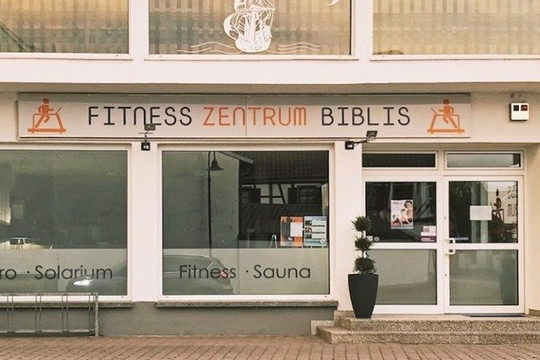 FITNESS ZENTRUM BIBLIS
ro · Solarium
Fitness · Sauna